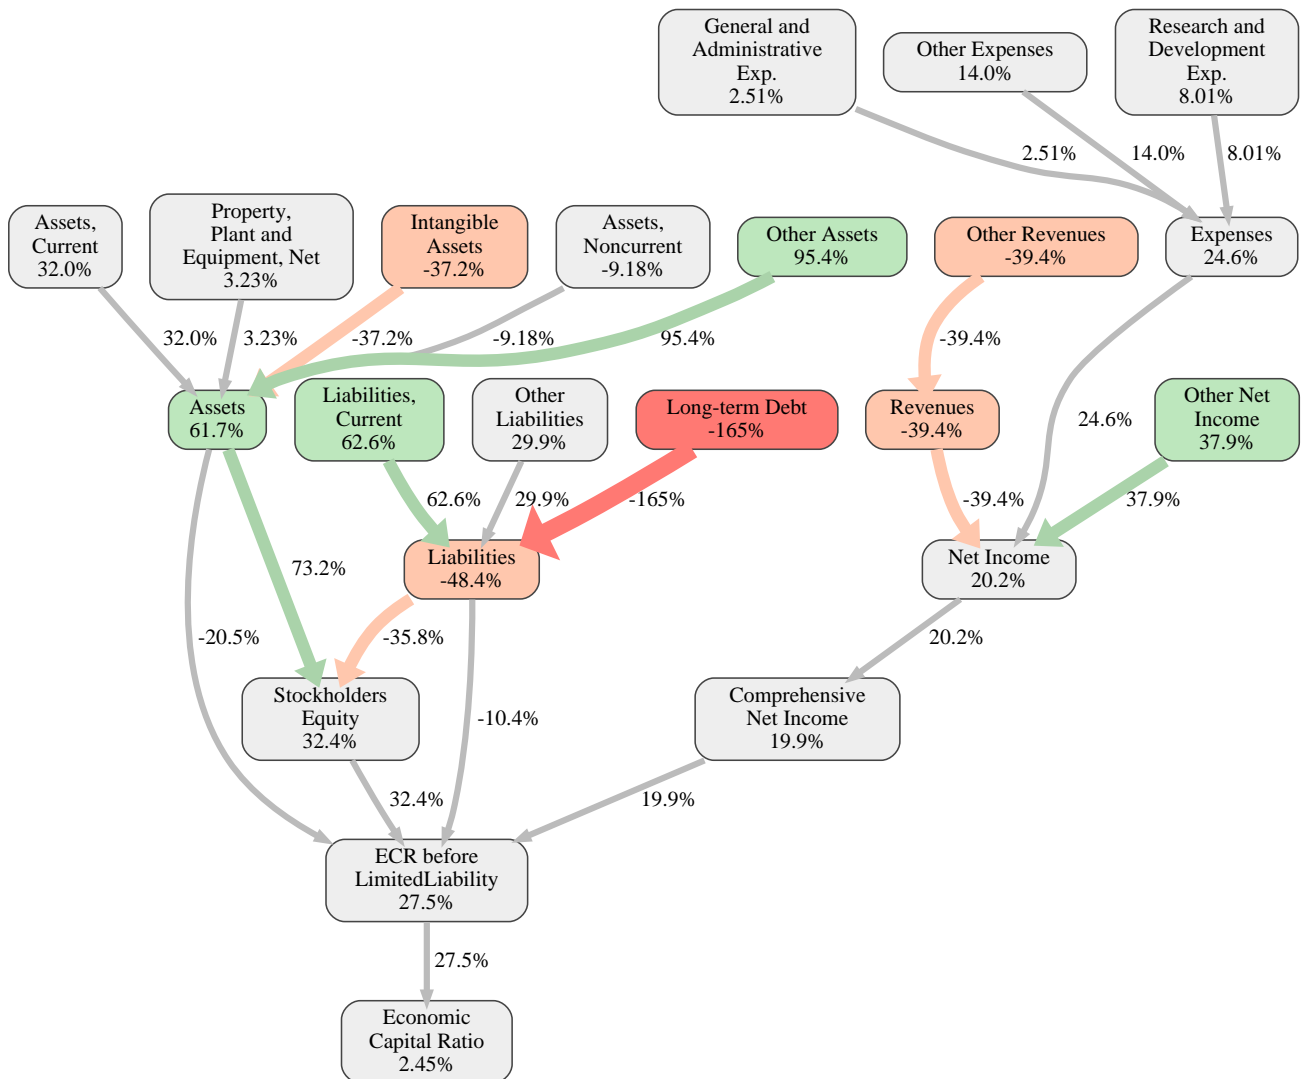 General and
Administrative
Exp.
2.51%
Other Expenses
14.0%
Research and
Development
Exp.
8.01%
2.51%
14.0%
8.01%
Assets,
Current
32.0%
Property,
Plant and
Equipment, Net
3.23%
Intangible
Assets
-37.2%
Assets,
Noncurrent
-9.18%
Other Assets
95.4%
Other Revenues
-39.4%
Expenses
24.6%
32.0%
3.23%
-37.2%
-9.18%
95.4%
-39.4%
24.6%
Assets
61.7%
Liabilities,
Current
62.6%
Other
Liabilities
29.9%
Long-term Debt
-165%
Revenues
-39.4%
Other Net
Income
37.9%
62.6%
29.9%
-165%
-39.4%
37.9%
73.2%
Liabilities
-48.4%
Net Income
20.2%
-20.5%
-35.8%
20.2%
-10.4%
Stockholders
Equity
32.4%
Comprehensive
Net Income
19.9%
32.4%
19.9%
ECR before
LimitedLiability
27.5%
27.5%
Economic
Capital Ratio
2.45%